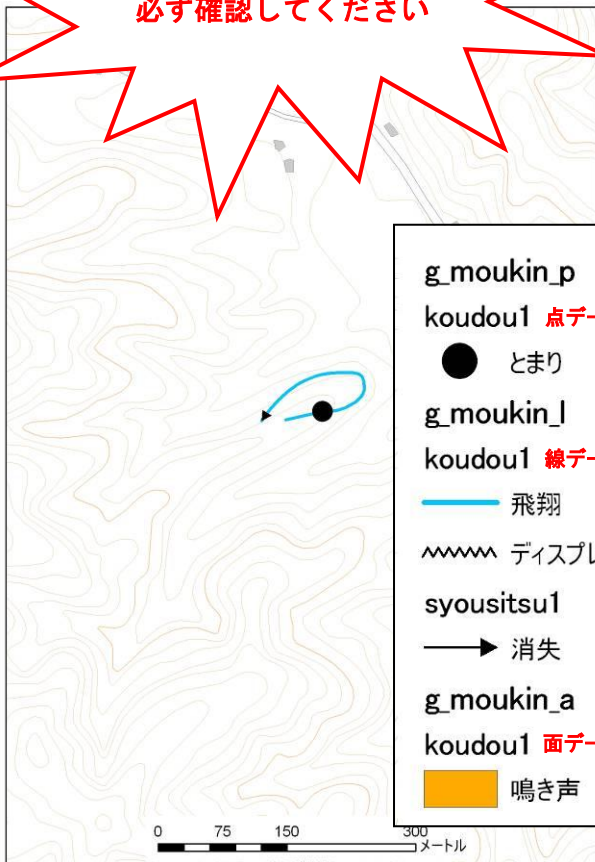 必ず確認してください
g_moukin_p
koudou1 点デー
とまり
g_moukin_l
koudou1 線デー
飛翔
ディスプレ
syousitsu1
消失
g_moukin_a
koudou1 面デー
鳴き声
0 75 150 300
メートル